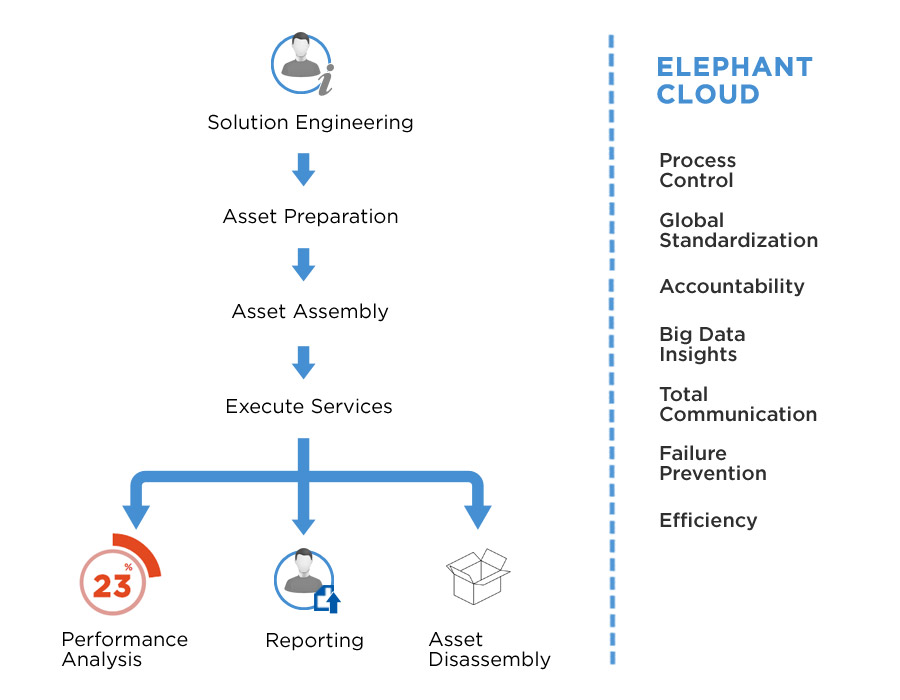 Solution Engineering
Asset Preparation
Asset Assembly
Execute Services
23%
Performance
Analysis
Reporting
Asset
Disassembly
ELEPHANT
CLOUD
Process
Control
Global
Standardization
Accountability
Big Data
Insights
Total
Communication
Failure
Prevention
Efficiency